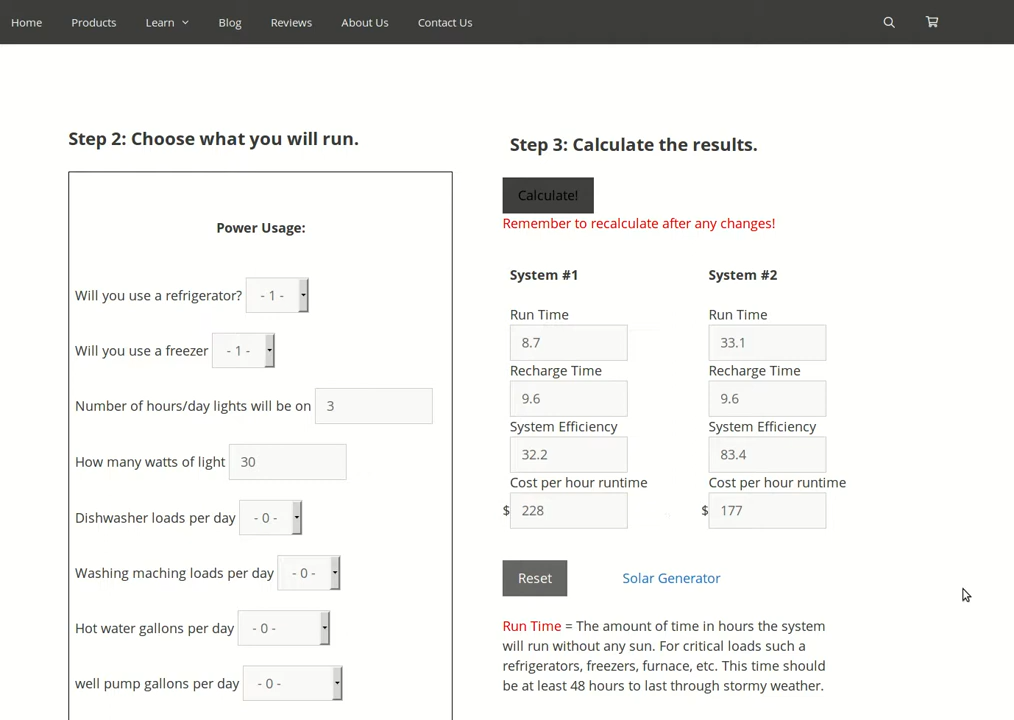 Home Products Learn Blog Reviews About Us Contact Us
Step 2: Choose what you will run.
Power Usage:
Will you use a refrigerator? - 1 -
Will you use a freezer - 1 -
Number of hours/day lights will be on 3
How many watts of light 30
Dishwasher loads per day - 0 -
Washing maching loads per day - 0 -
Hot water gallons per day - 0 -
well pump gallons per day - 0 -
Step 3: Calculate the results.
Calculate!
Remember to recalculate after any changes!
System #1 System #2
Run Time Run Time
8.7 33.1
Recharge Time Recharge Time
9.6 9.6
System Efficiency System Efficiency
32.2 83.4
Cost per hour runtime Cost per hour runtime
$ 228 $ 177
Reset Solar Generator
Run Time = The amount of time in hours the system
will run without any sun. For critical loads such a
refrigerators, freezers, furnace, etc. This time should
be at least 48 hours to last through stormy weather.